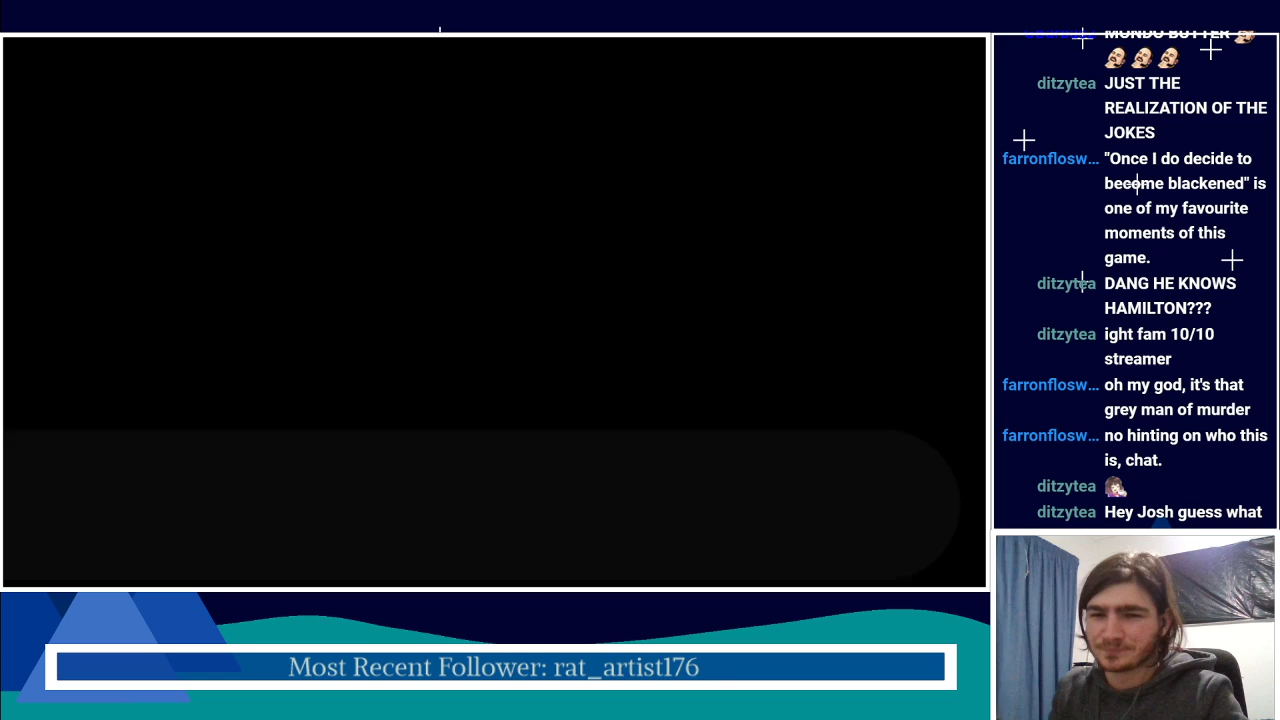 MONDO BUTTER
ditzytea JUST THE
REALIZATION OF THE
JOKES
farronflosw… "Once I do decide to
become blackened" is
one of my favourite
moments of this
game.
ditzytea DANG HE KNOWS
HAMILTON???
ditzytea ight fam 10/10
streamer
farronflosw… oh my god, it's that
grey man of murder
farronflosw… no hinting on who this
is, chat.
ditzytea
ditzytea Hey Josh guess what
Most Recent Follower: rat_artist176